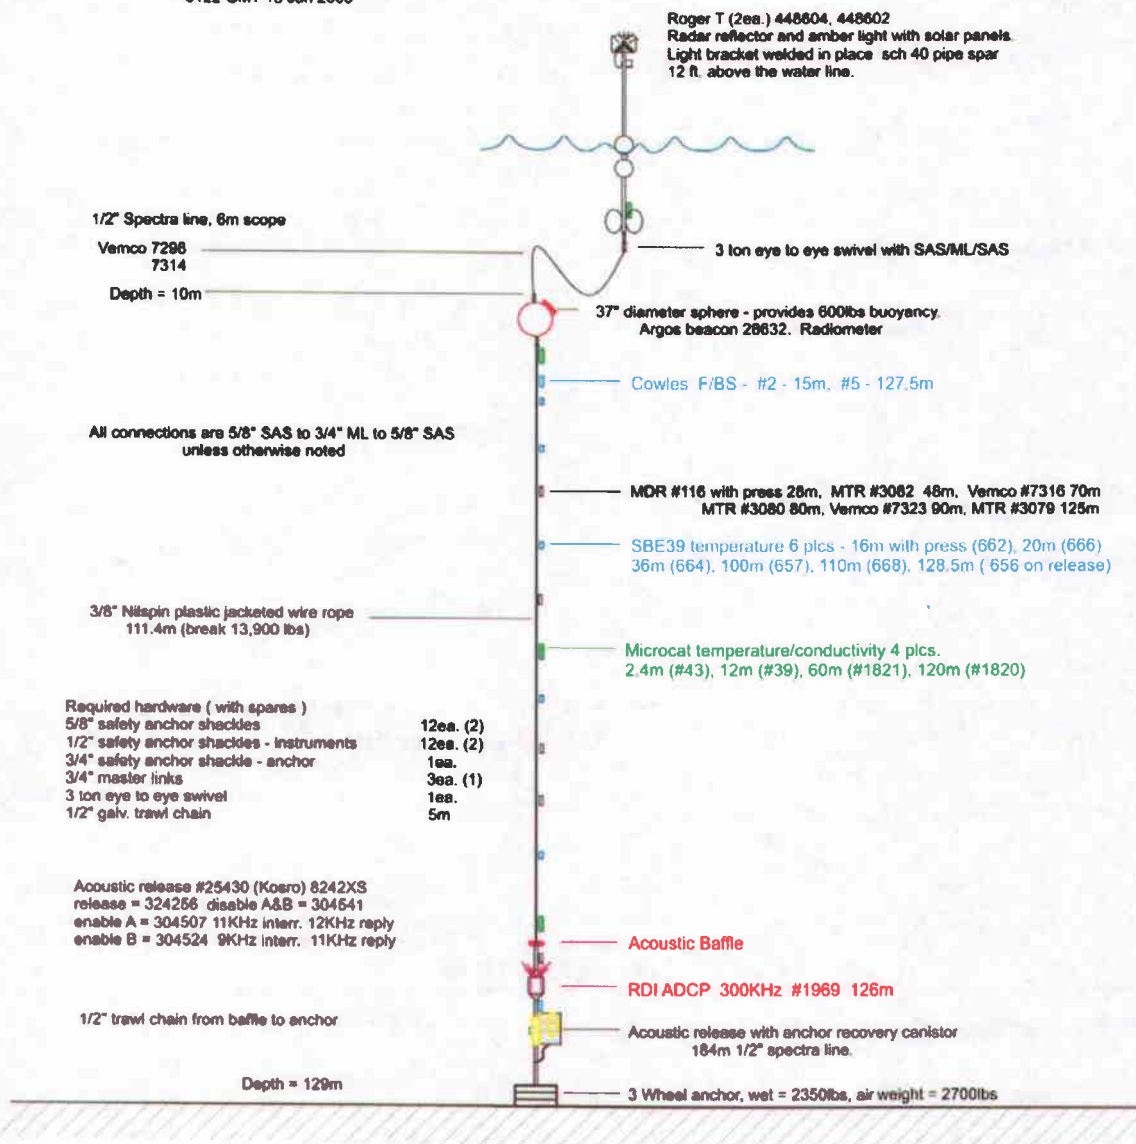 Roger T (2ea.) 448604, 448602
Radar reflector and amber light with solar panels.
Light bracket welded in place sch 40 pipe spar
12 ft. above the water line.
1/2" Spectra line, 6m scope
Vemco 7296
7314
3 ton eye to eye swivel with SAS/ML/SAS
Depth = 10m
37" diameter sphere - provides 600lbs buoyancy.
Argos beacon 28632. Radiometer
Cowles F/BS - #2 - 15m, #5 - 127.5m
All connections are 5/8" SAS to 3/4" ML to 5/8" SAS
unless otherwise noted
MDR #116 with press 28m, MTR #3082 48m, Vemco #7316 70m
MTR #3080 80m, Vemco #7323 90m, MTR #3079 125m
SBE39 temperature 6 plcs - 16m with press (662), 20m (666)
36m (664), 100m (657), 110m (668), 128.5m ( 656 on release)
3/8" Nilspin plastic jacketed wire rope
111.4m (break 13,900 lbs)
Microcat temperature/conductivity 4 plcs.
2.4m (#43), 12m (#39), 60m (#1821), 120m (#1820)
Required hardware ( with spares )
5/8" safety anchor shackles 12ea. (2)
1/2" safety anchor shackles - instruments 12ea. (2)
3/4" safety anchor shackle - anchor 1ea.
3/4" master links 3ea. (1)
3 ton eye to eye swivel 1ea.
1/2" galv. trawl chain 5m
Acoustic release #25430 (Kosro) 8242XS
release = 324256 disable A&B = 304541
enable A = 304507 11KHz interr. 12KHz reply
enable B = 304524 9KHz interr. 11KHz reply
Acoustic Baffle
RDI ADCP 300KHz #1969 126m
1/2" trawl chain from baffle to anchor
Acoustic release with anchor recovery canistor
184m 1/2" spectra line.
Depth = 129m
3 Wheel anchor, wet = 2350lbs, air weight = 2700lbs